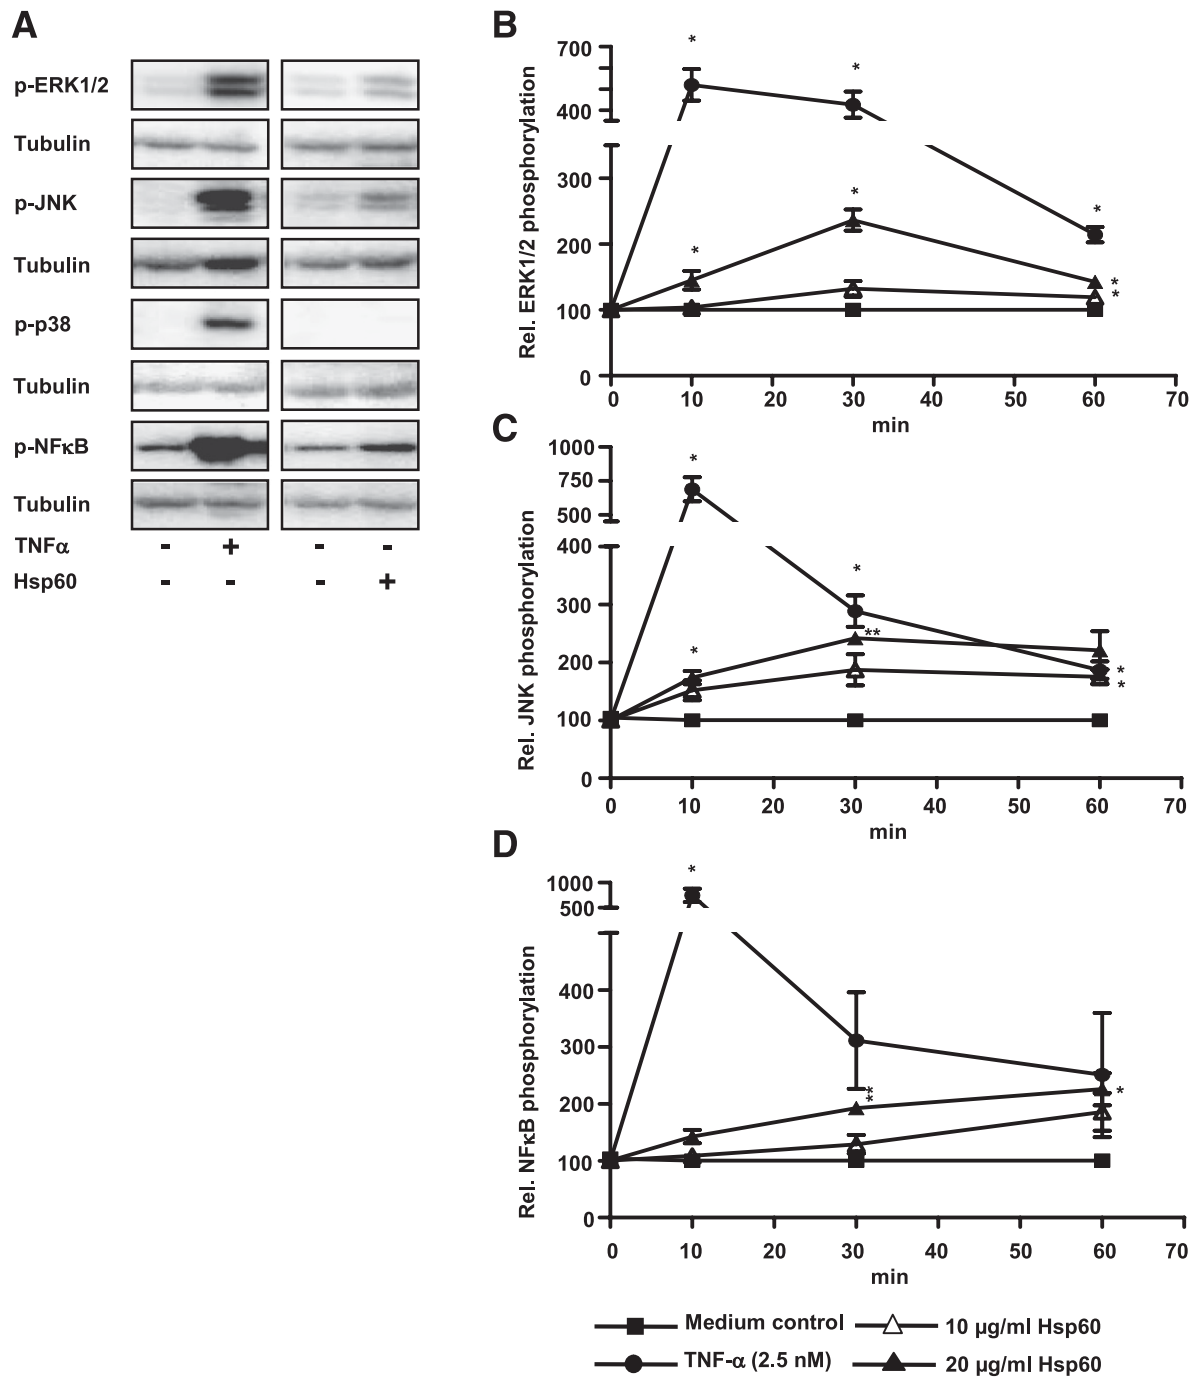 A
p-ERK1/2
Tubulin
p-JNK
Tubulin
p-p38
Tubulin
p-NFκB
Tubulin
TNFα - + - -
Hsp60 - - - +
B
Rel. ERK1/2 phosphorylation
700
400
300
200
100
0
0 10 20 30 40 50 60 70
min
* * * * * * *
C
Rel. JNK phosphorylation
1000
750
500
400
300
200
100
0
0 10 20 30 40 50 60 70
min
* * * ** * *
D
Rel. NFκB phosphorylation
1000
500
400
300
200
100
0
0 10 20 30 40 50 60 70
min
* ** *
Medium control
10 µg/ml Hsp60
TNF-α (2.5 nM)
20 µg/ml Hsp60